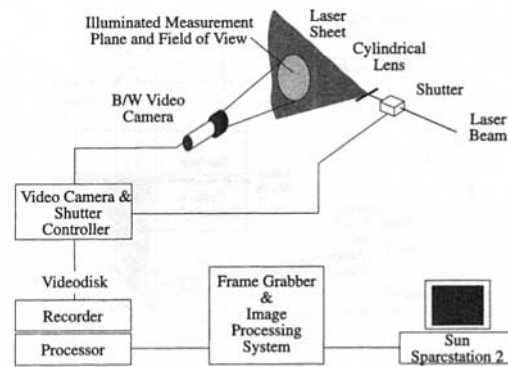 Illuminated Measurement
Plane and Field of View
Laser
Sheet
Cylindrical
Lens
Shutter
B/W Video
Camera
Laser
Beam
Video Camera &
Shutter
Controller
Videodisk
Recorder
Processor
Frame Grabber
&
Image
Processing
System
Sun
Sparcstation 2